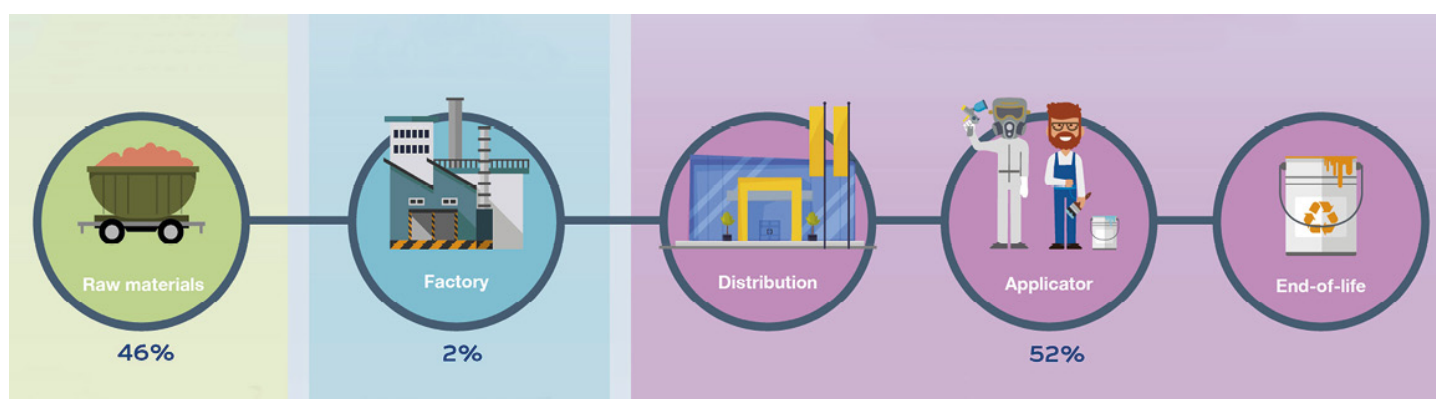 Raw materials
Factory
Distribution
Applicator
End-of-life
46%
2%
52%